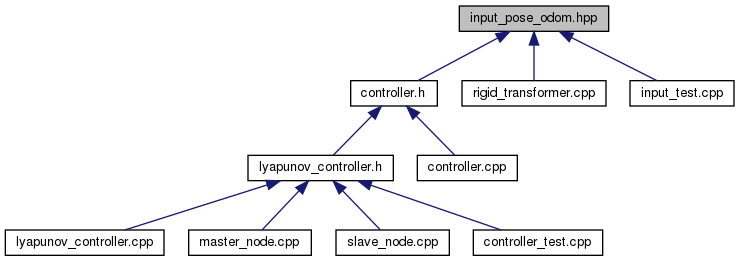 input_pose_odom.hpp
controller.h
rigid_transformer.cpp
input_test.cpp
lyapunov_controller.h
controller.cpp
lyapunov_controller.cpp
master_node.cpp
slave_node.cpp
controller_test.cpp